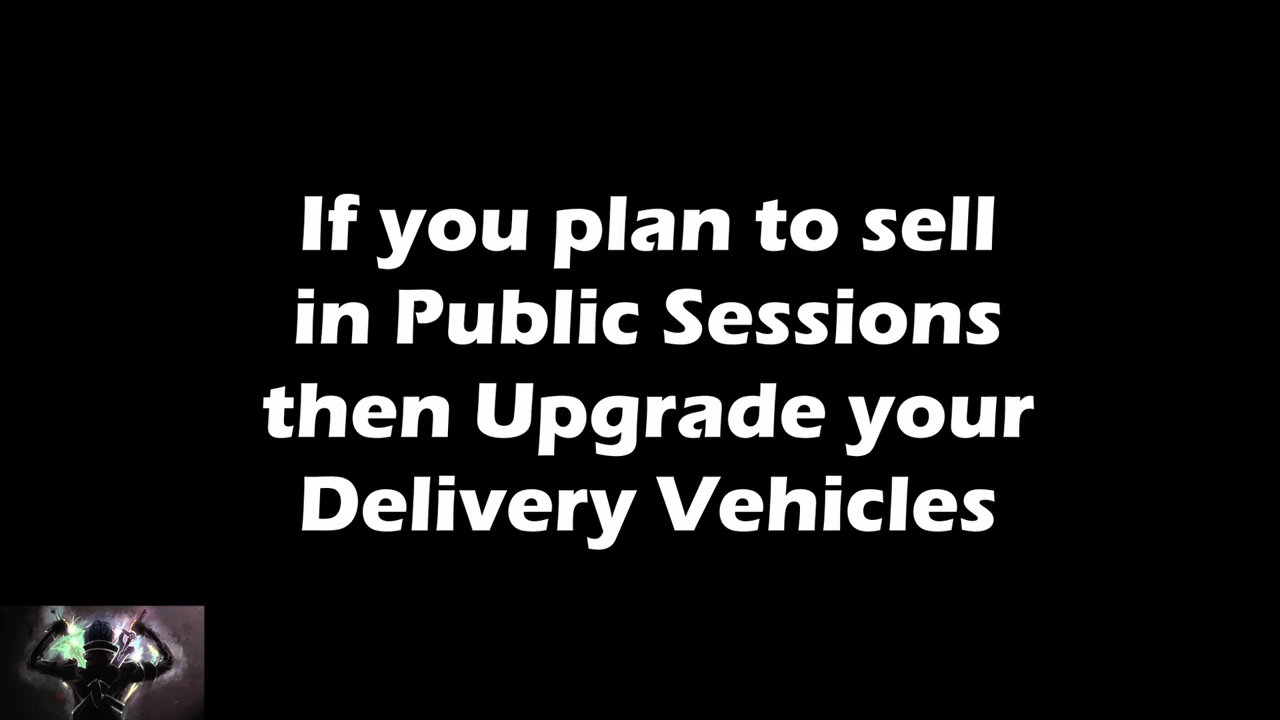 If you plan to sell
in Public Sessions
then Upgrade your
Delivery Vehicles